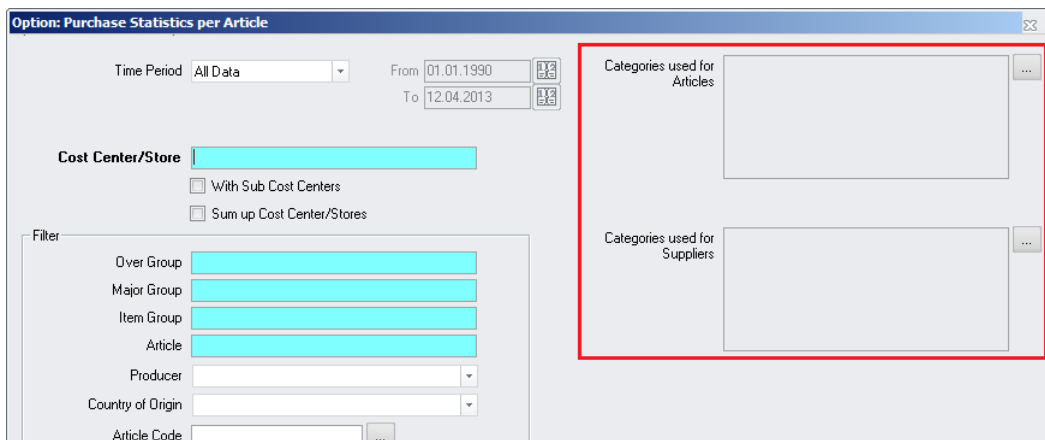 Option: Purchase Statistics per Article
Time Period All Data From 01.01.1990
To 12.04.2013
Cost Center/Store
With Sub Cost Centers
Sum up Cost Center/Stores
Filter
Over Group
Major Group
Item Group
Article
Producer
Country of Origin
Article Code ...
Categories used for ...
Articles
Categories used for ...
Suppliers